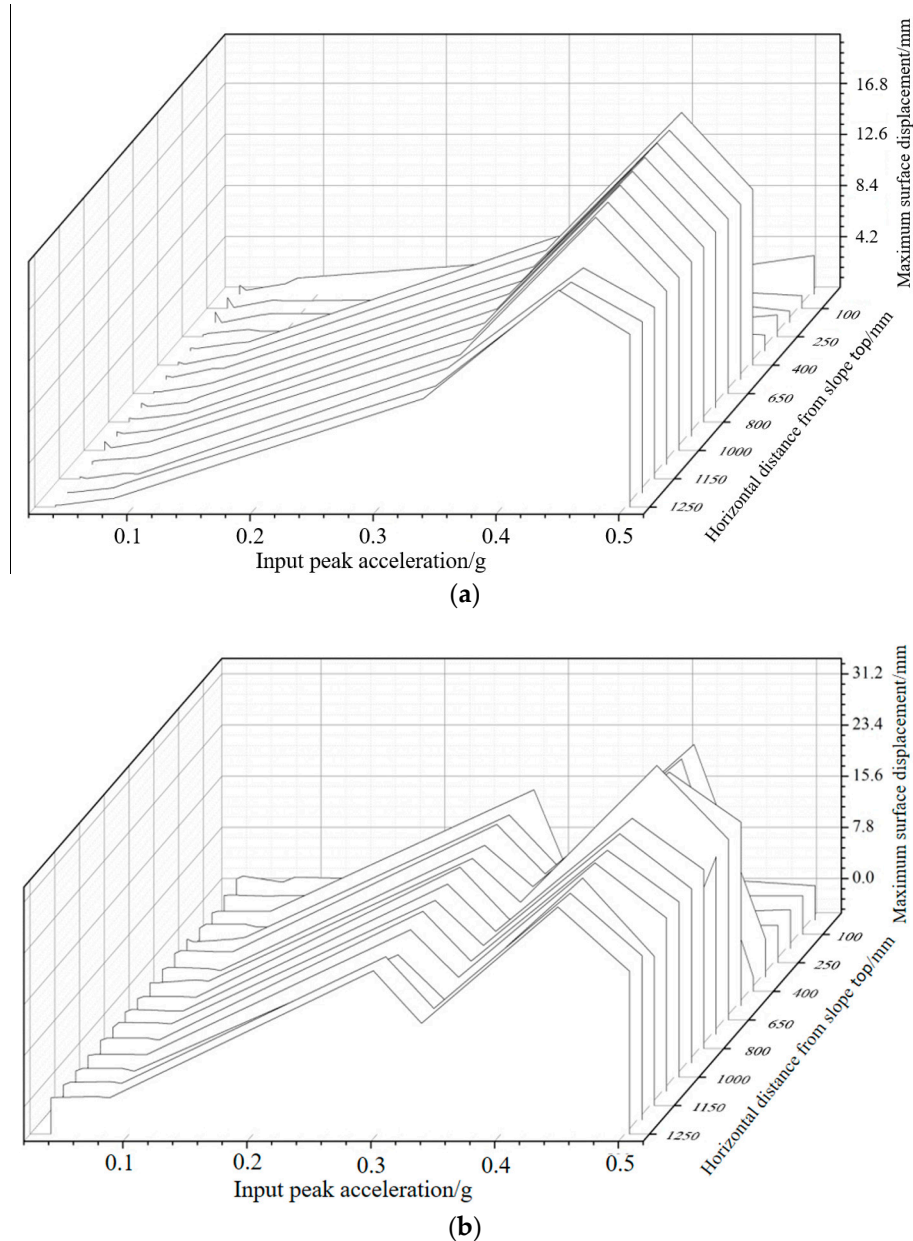 16.8
12.6
8.4
4.2
Maximum surface displacement/mm
100
250
400
650
800
1000
1150
1250
Horizontal distance from slope top/mm
0.1 0.2 0.3 0.4 0.5
Input peak acceleration/g
(a)
31.2
23.4
15.6
7.8
0.0
Maximum surface displacement/mm
100
250
400
650
800
1000
1150
1250
Horizontal distance from slope top/mm
0.1 0.2 0.3 0.4 0.5
Input peak acceleration/g
(b)